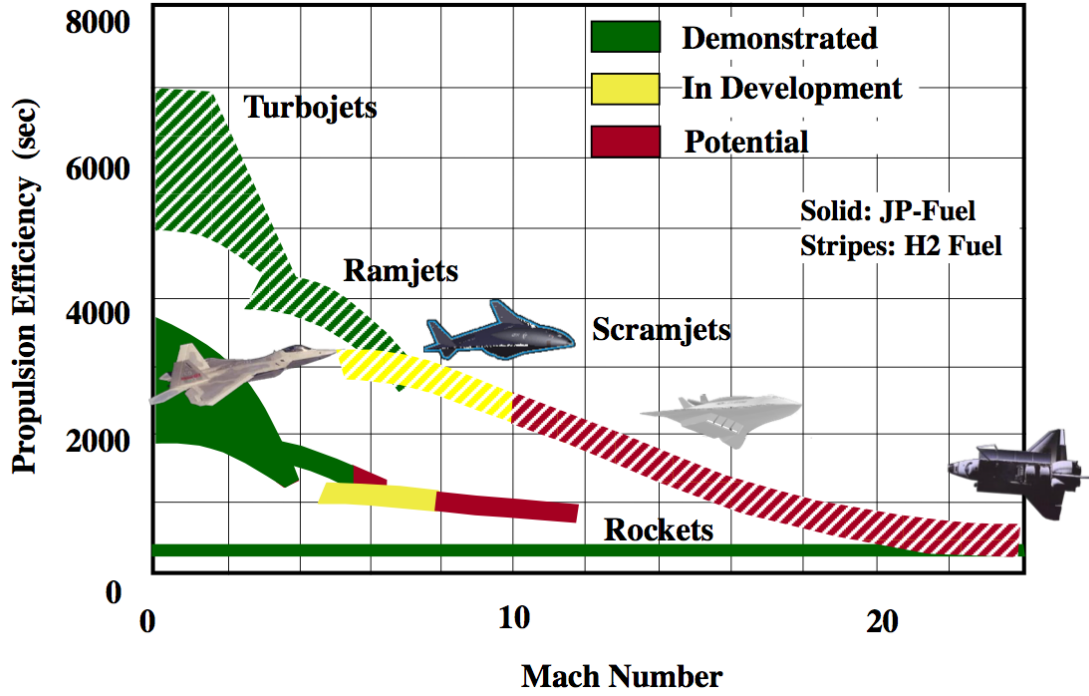 8000
Demonstrated
In Development
Potential
Turbojets
6000
Solid: JP-Fuel
Stripes: H2 Fuel
Ramjets
4000
Scramjets
2000
Rockets
0
0
10
20
Mach Number
Propulsion Efficiency (sec)